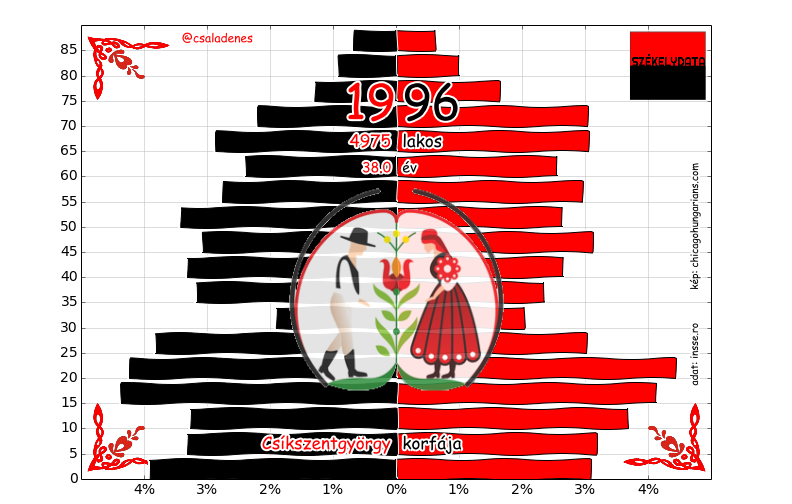 @csaladenes
SZÉKELYDATA
1996
4975 lakos
38.0 év
kép: chicagohungarians.com
adat: insse.ro
Csíkszentgyörgy korfája
85
80
75
70
65
60
55
50
45
40
35
30
25
20
15
10
5
0
4% 3% 2% 1% 0% 1% 2% 3% 4%